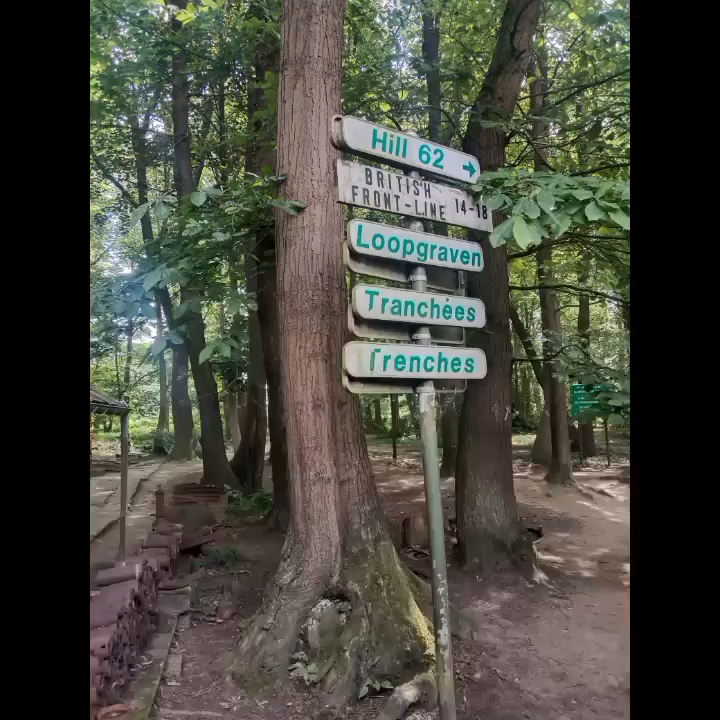 Hill 62 →
BRITISH
FRONT-LINE 14-18
Loopgraven
Tranchées
Trenches